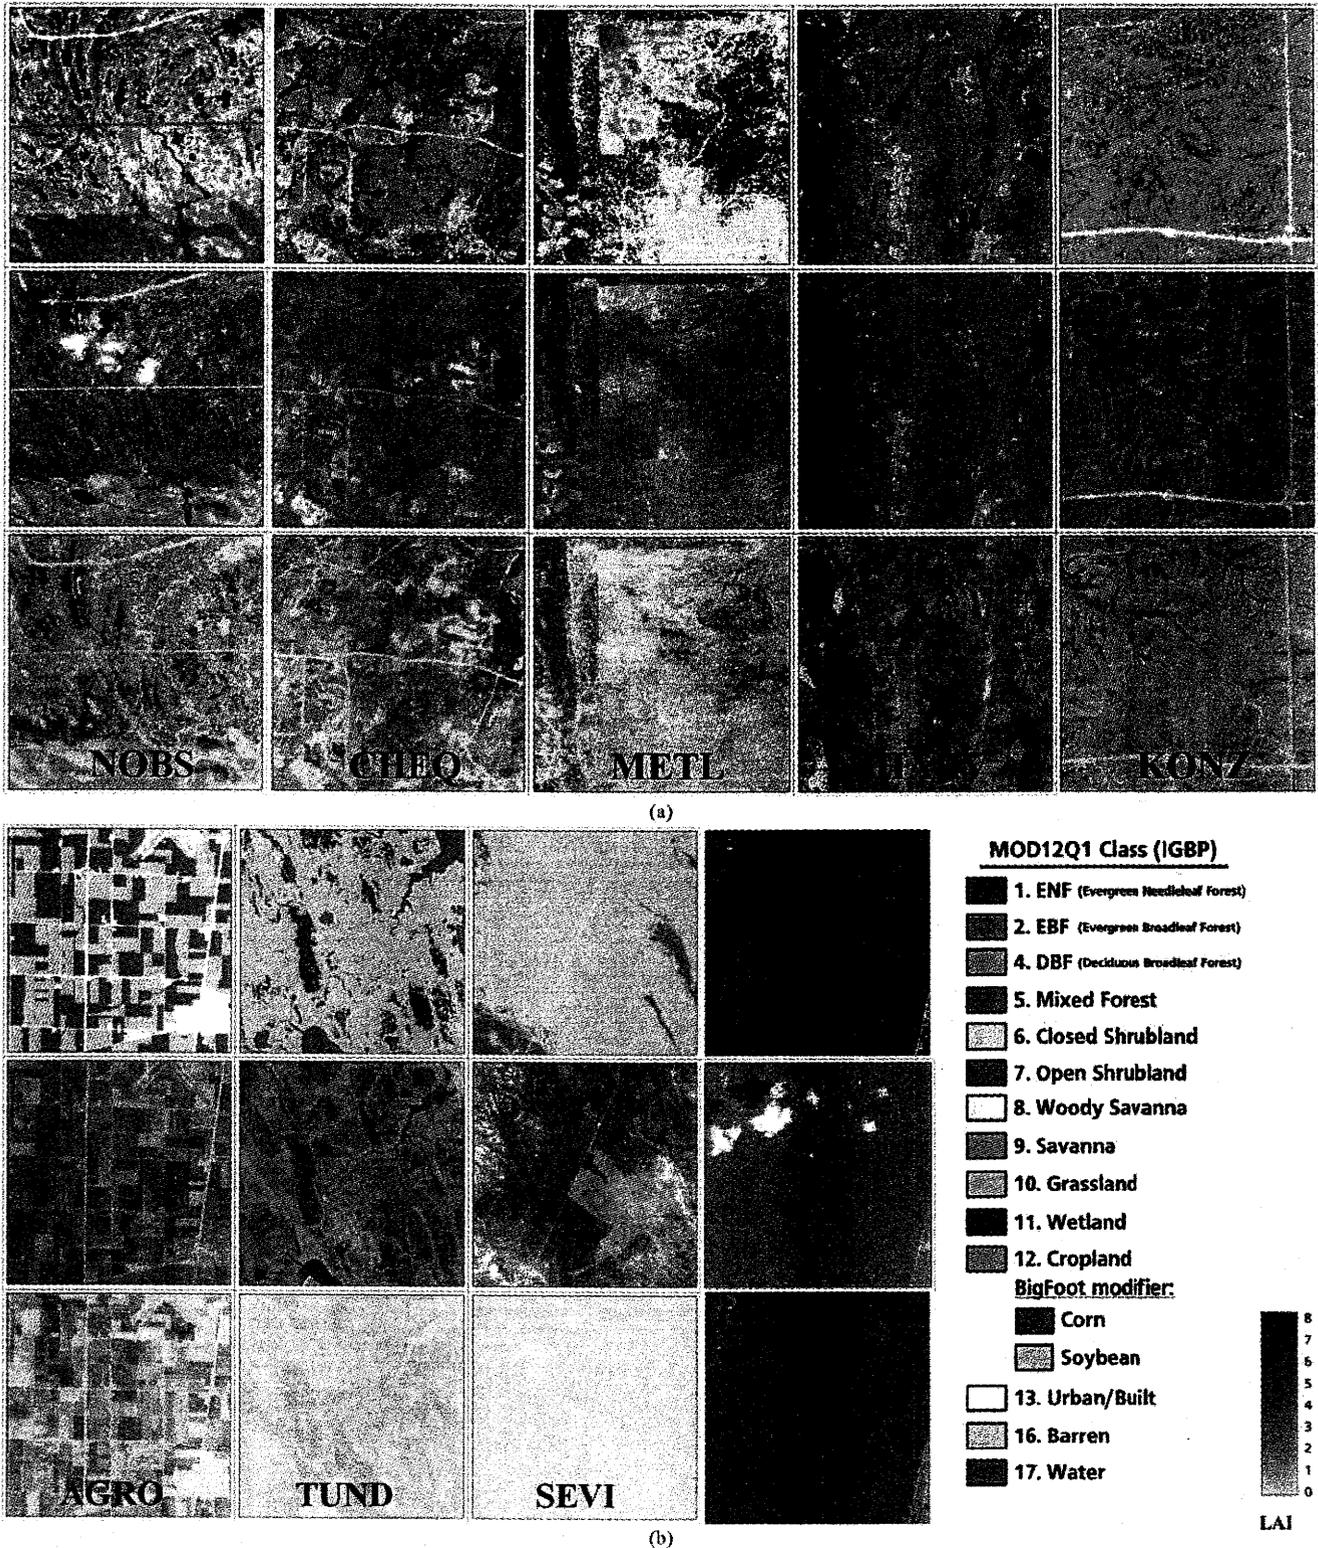 NOBS
CHEQ
METL
KONZ
(a)
AGRO
TUND
SEVI
MOD12Q1 Class (IGBP)
1. ENF (Evergreen Needleleaf Forest)
2. EBF (Evergreen Broadleaf Forest)
4. DBF (Deciduous Broadleaf Forest)
5. Mixed Forest
6. Closed Shrubland
7. Open Shrubland
8. Woody Savanna
9. Savanna
10. Grassland
11. Wetland
12. Cropland
BigFoot modifier:
Corn
Soybean
13. Urban/Built
16. Barren
17. Water
8
7
6
5
4
3
2
1
0
LAI
(b)